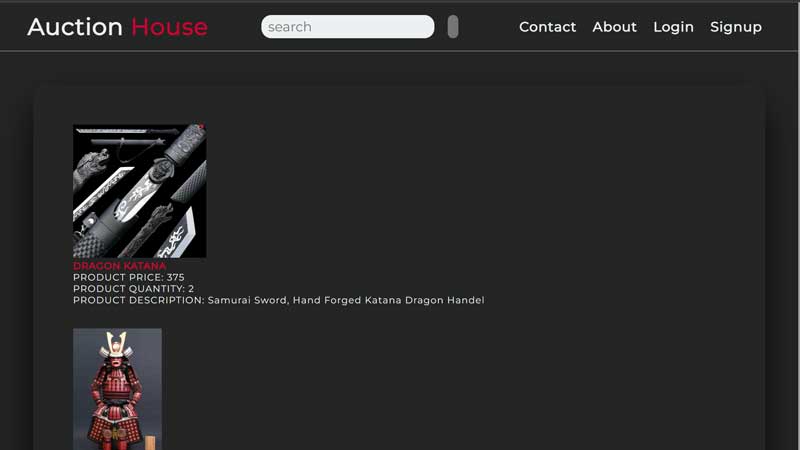 Auction House
search
Contact About Login Signup
DRAGON KATANA
PRODUCT PRICE: 375
PRODUCT QUANTITY: 2
PRODUCT DESCRIPTION: Samurai Sword, Hand Forged Katana Dragon Handel